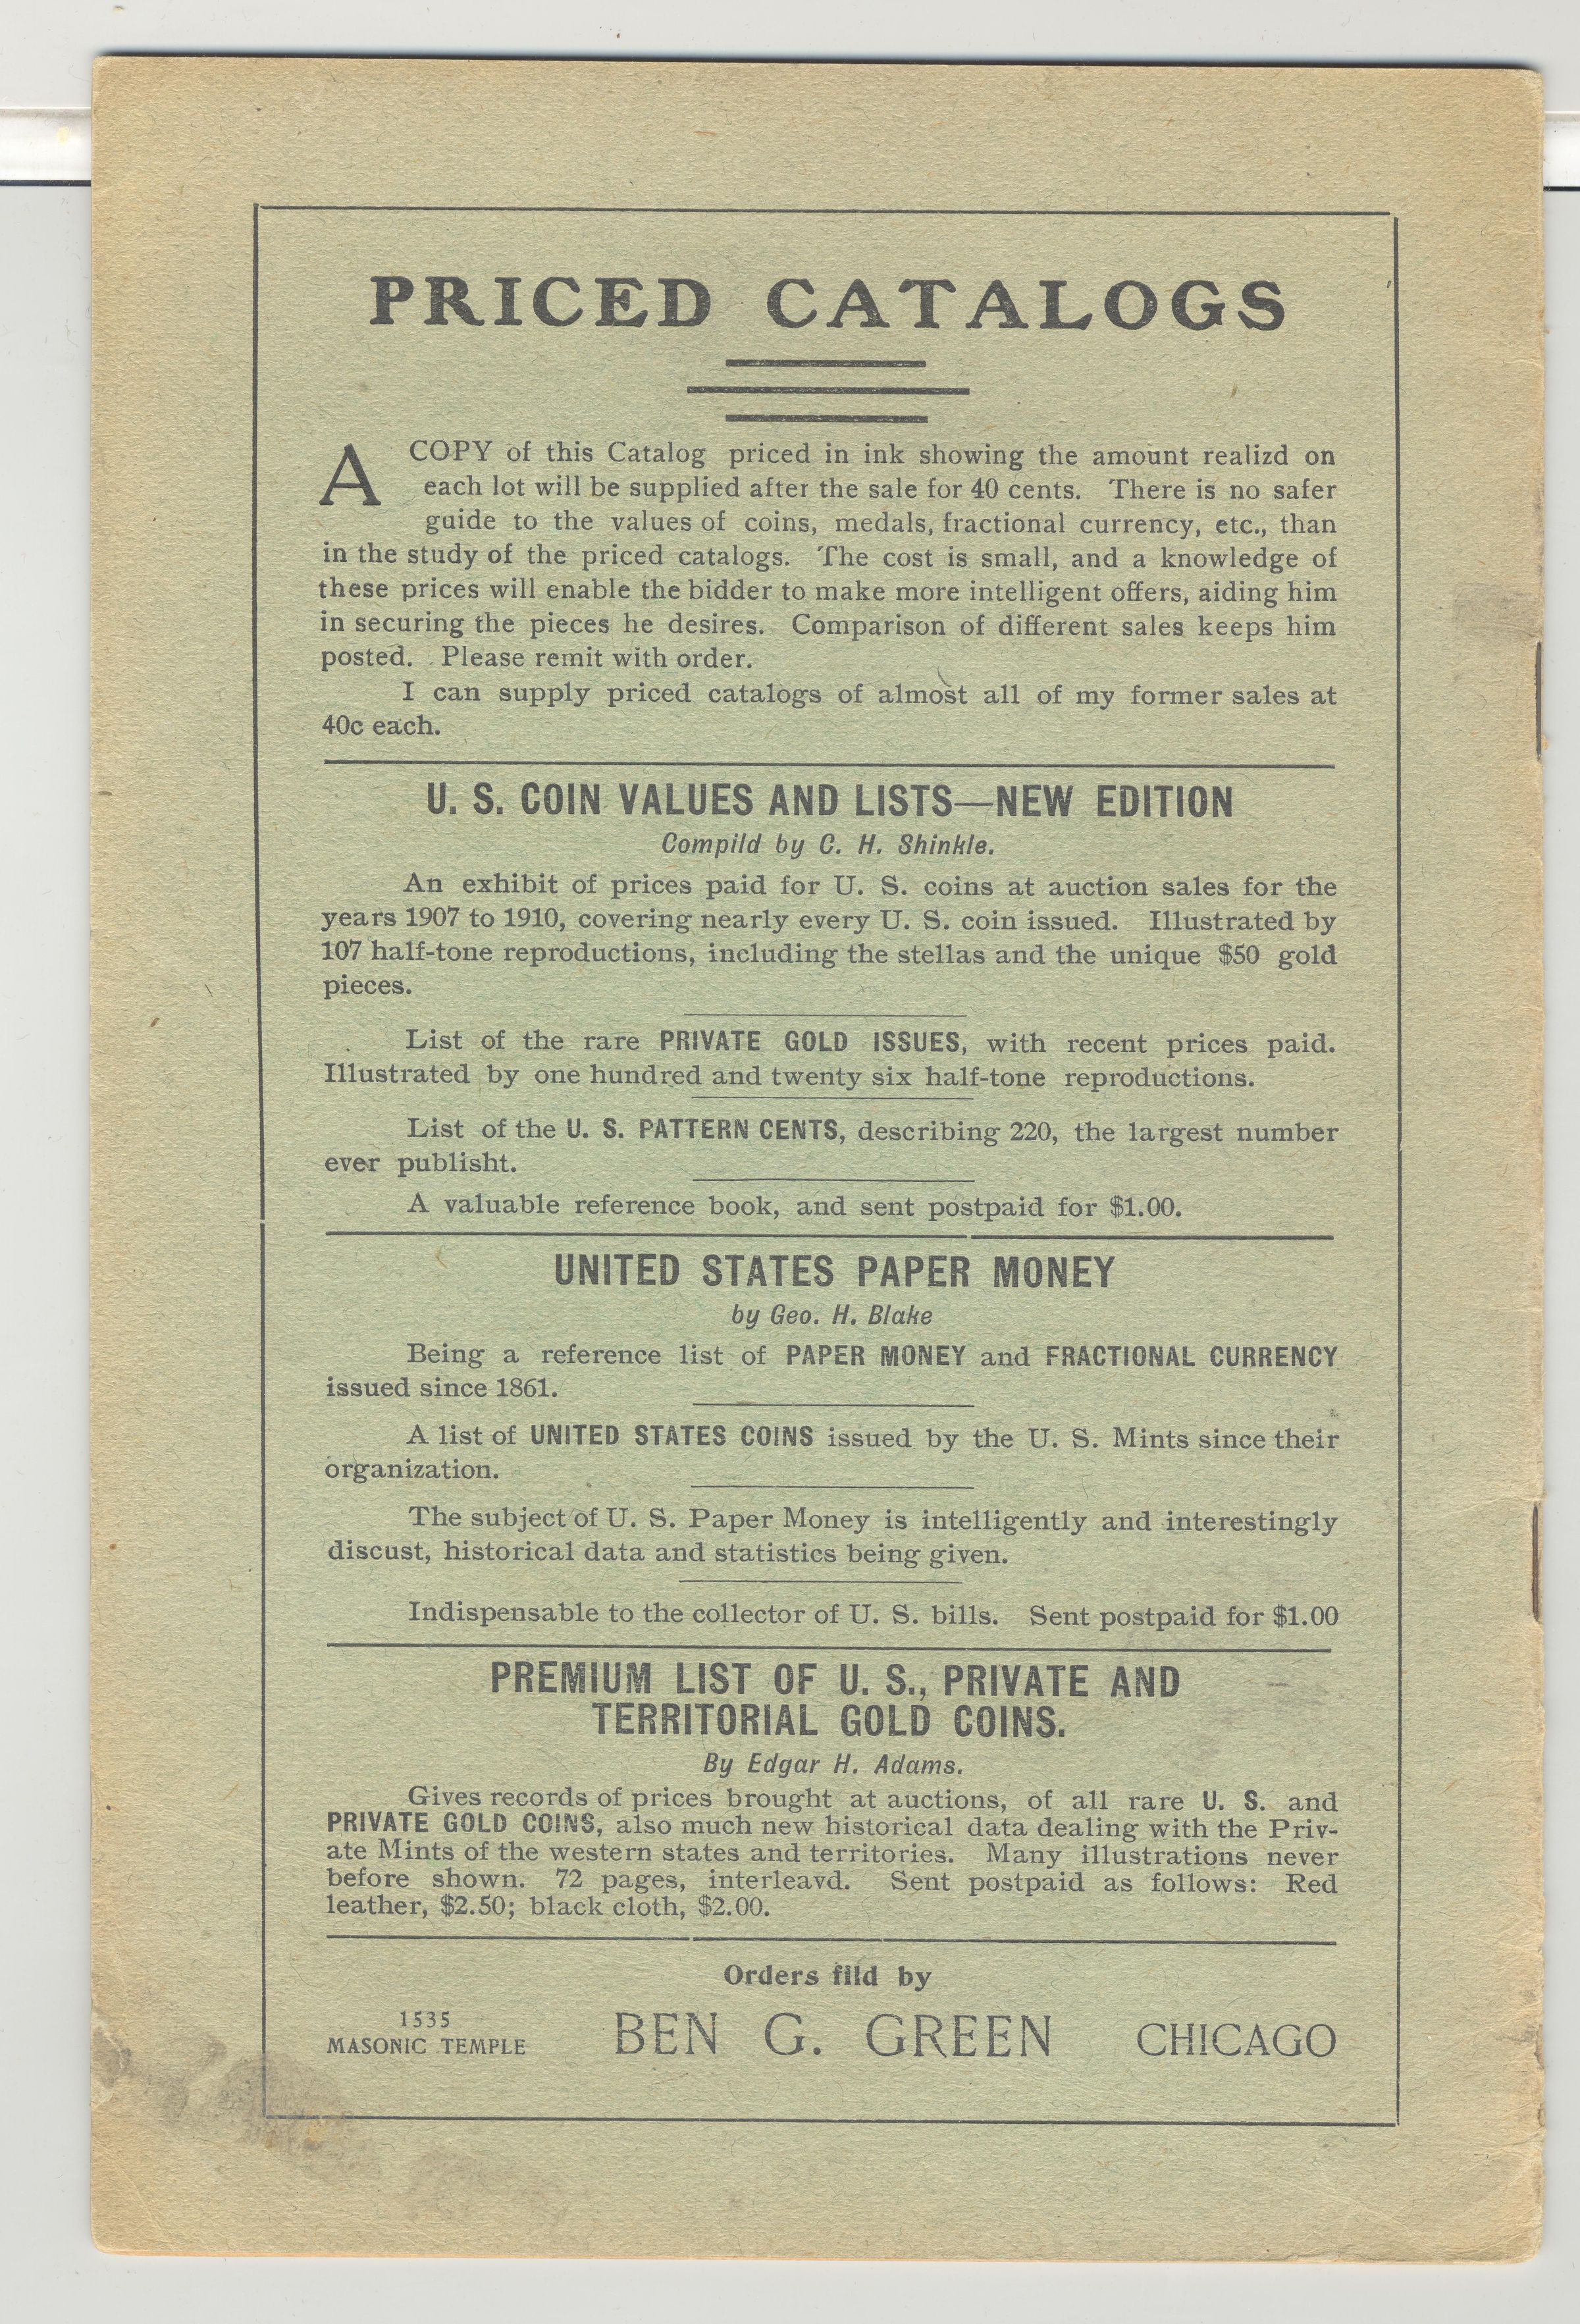 PRICED CATALOGS
A COPY of this Catalog priced in ink showing the amount realizd on
each lot will be supplied after the sale for 40 cents. There is no safer
guide to the values of coins, medals, fractional currency, etc., than
in the study of the priced catalogs. The cost is small, and a knowledge of
these prices will enable the bidder to make more intelligent offers, aiding him
in securing the pieces he desires. Comparison of different sales keeps him
posted. Please remit with order.
I can supply priced catalogs of almost all of my former sales at
40c each.
U. S. COIN VALUES AND LISTS—NEW EDITION
Compild by C. H. Shinkle.
An exhibit of prices paid for U. S. coins at auction sales for the
years 1907 to 1910, covering nearly every U. S. coin issued. Illustrated by
107 half-tone reproductions, including the stellas and the unique $50 gold
pieces.
List of the rare PRIVATE GOLD ISSUES, with recent prices paid.
Illustrated by one hundred and twenty six half-tone reproductions.
List of the U. S. PATTERN CENTS, describing 220, the largest number
ever publisht.
A valuable reference book, and sent postpaid for $1.00.
UNITED STATES PAPER MONEY
by Geo. H. Blake
Being a reference list of PAPER MONEY and FRACTIONAL CURRENCY
issued since 1861.
A list of UNITED STATES COINS issued by the U. S. Mints since their
organization.
The subject of U. S. Paper Money is intelligently and interestingly
discust, historical data and statistics being given.
Indispensable to the collector of U. S. bills. Sent postpaid for $1.00
PREMIUM LIST OF U. S., PRIVATE AND
TERRITORIAL GOLD COINS.
By Edgar H. Adams.
Gives records of prices brought at auctions, of all rare U. S. and
PRIVATE GOLD COINS, also much new historical data dealing with the Priv-
ate Mints of the western states and territories. Many illustrations never
before shown. 72 pages, interleavd. Sent postpaid as follows: Red
leather, $2.50; black cloth, $2.00.
Orders fild by
1535
MASONIC TEMPLE BEN G. GREEN CHICAGO